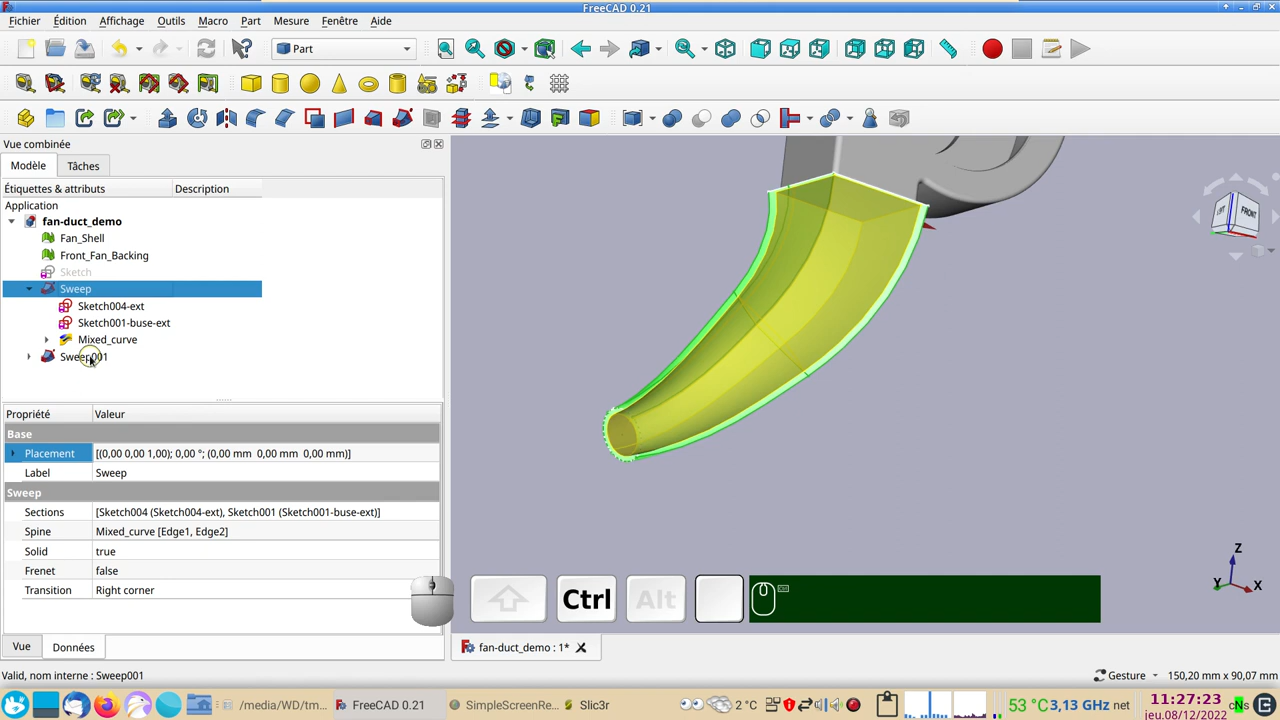 FreeCAD 0.21
Fichier Édition Affichage Outils Macro Part Mesure Fenêtre Aide
Part
Vue combinée
Modèle Tâches
Étiquettes & attributs Description
Application
fan-duct_demo
Fan_Shell
Front_Fan_Backing
Sketch
Sweep
Sketch004-ext
Sketch001-buse-ext
Mixed_curve
Sweep001
Propriété Valeur
Base
Placement [(0,00 0,00 1,00); 0,00 °; (0,00 mm 0,00 mm 0,00 mm)]
Label Sweep
Sweep
Sections [Sketch004 (Sketch004-ext), Sketch001 (Sketch001-buse-ext)]
Spine Mixed_curve [Edge1, Edge2]
Solid true
Frenet false
Transition Right corner
Vue Données
LEFT FRONT
Z
Y X
Ctrl Alt
fan-duct_demo : 1*
Valid, nom interne : Sweep001
Gesture 150,20 mm x 90,07 mm
/media/WD/tm... FreeCAD 0.21 SimpleScreenRe... Slic3r
2 °C 53 °C 3,13 GHz net
11:27:23
jeu.08/12/2022
cNs